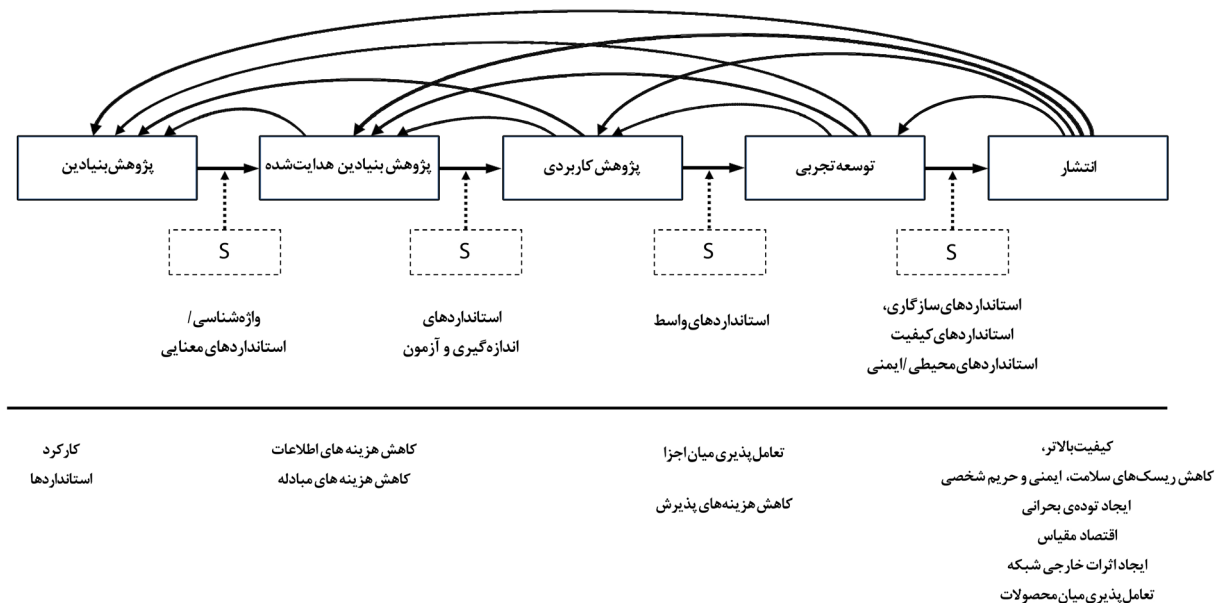 پژوهش بنیادین
پژوهش بنیادین هدایت‌شده
پژوهش کاربردی
توسعه تجربی
انتشار
S
S
S
S
واژه‌شناسی/
استانداردهای معنایی
استانداردهای
اندازه‌گیری و آزمون
استانداردهای واسط
استانداردهای سازگاری،
استانداردهای کیفیت
استانداردهای محیطی/ایمنی
کارکرد
استانداردها
کاهش هزینه های اطلاعات
کاهش هزینه های مبادله
تعامل‌پذیری میان اجزا
کاهش هزینه‌های پذیرش
کیفیت بالاتر،
کاهش ریسک‌های سلامت، ایمنی و حریم شخصی
ایجاد توده‌ی بحرانی
اقتصاد مقیاس
ایجاد اثرات خارجی شبکه
تعامل‌پذیری میان محصولات